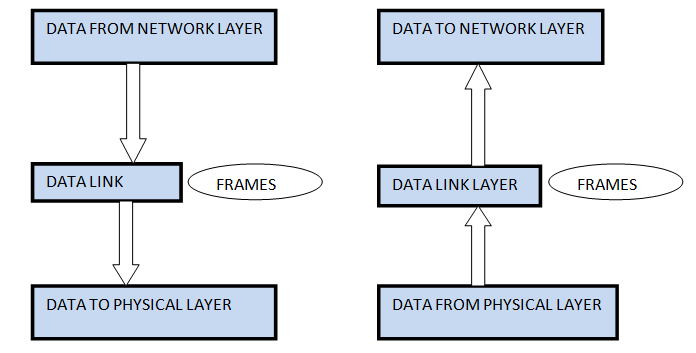 DATA FROM NETWORK LAYER
DATA LINK
FRAMES
DATA TO PHYSICAL LAYER
DATA TO NETWORK LAYER
DATA LINK LAYER
FRAMES
DATA FROM PHYSICAL LAYER